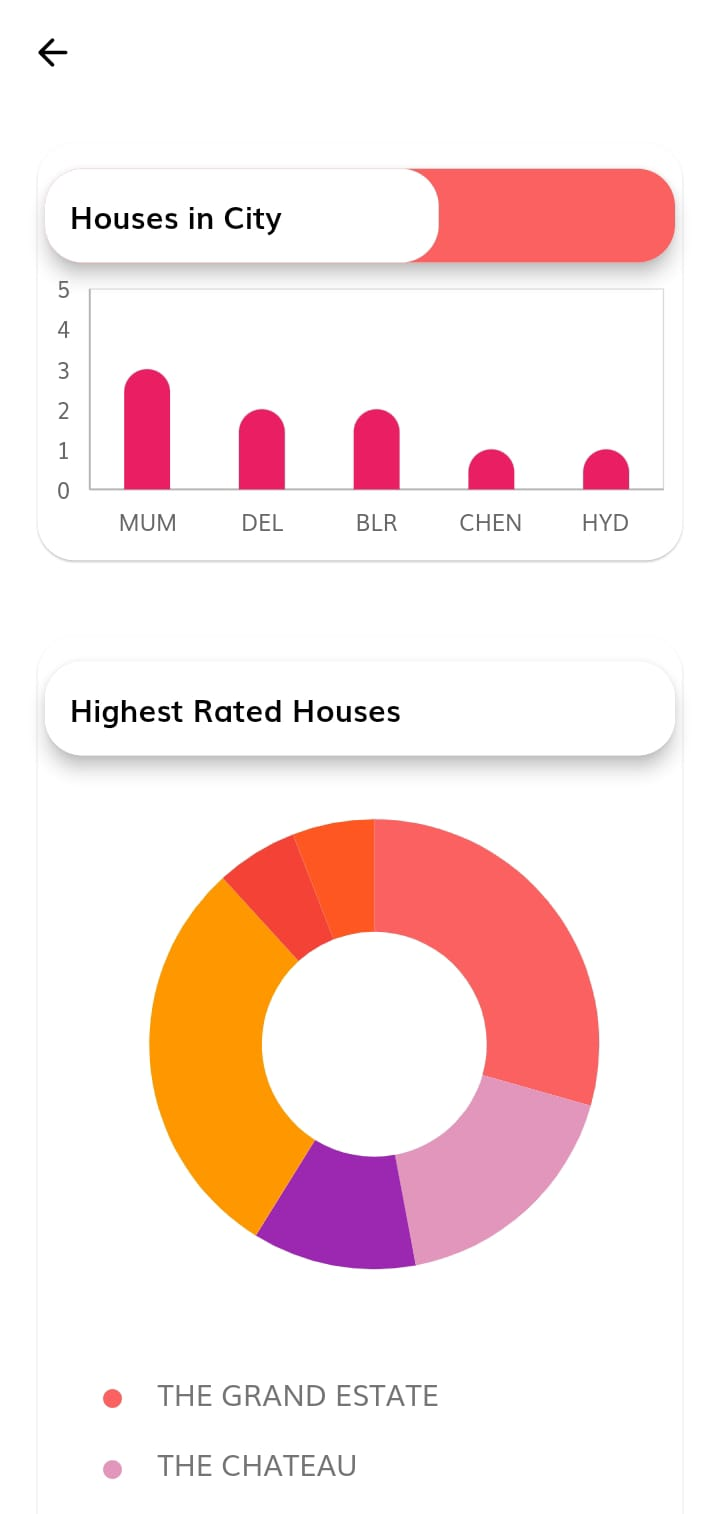 Houses in City
5
4
3
2
1
0
MUM DEL BLR CHEN HYD
Highest Rated Houses
THE GRAND ESTATE
THE CHATEAU